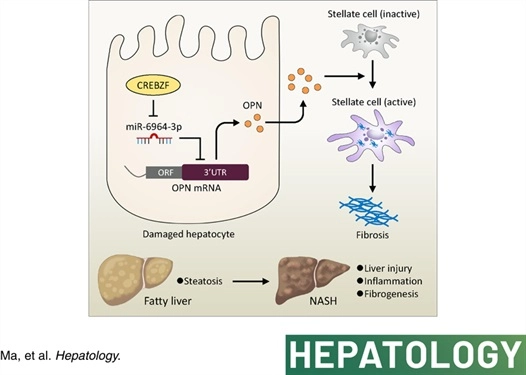 Stellate cell (inactive)
CREBZF
OPN
miR-6964-3p
Stellate cell (active)
ORF
3'UTR
OPN mRNA
Damaged hepatocyte
Fibrosis
●Steatosis
●Liver injury
●Inflammation
●Fibrogenesis
Fatty liver
NASH
Ma, et al. Hepatology.
HEPATOLOGY